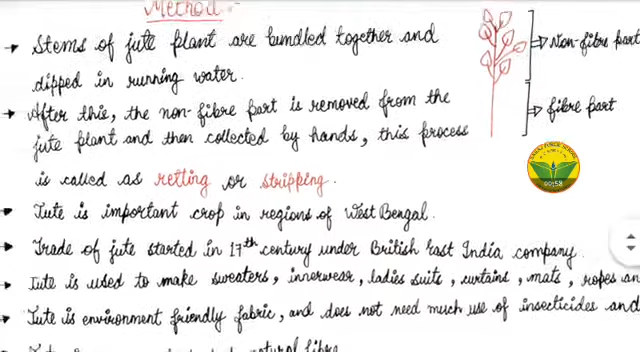 Method :-
→ Stems of jute plant are bundled together and
dipped in running water.
→ After this, the non-fibre part is removed from the
jute plant and then collected by hands, this process
is called as retting or stripping.
→ Jute is important crop in regions of West Bengal.
→ Trade of jute started in 17th century under British East India company.
→ Jute is used to make sweaters, innerwear, ladies suits, curtains, mats, ropes an
→ Jute is environment friendly fabric, and does not need much use of insecticides and
natural fibre
→ Non-fibre part
→ fibre part
00158